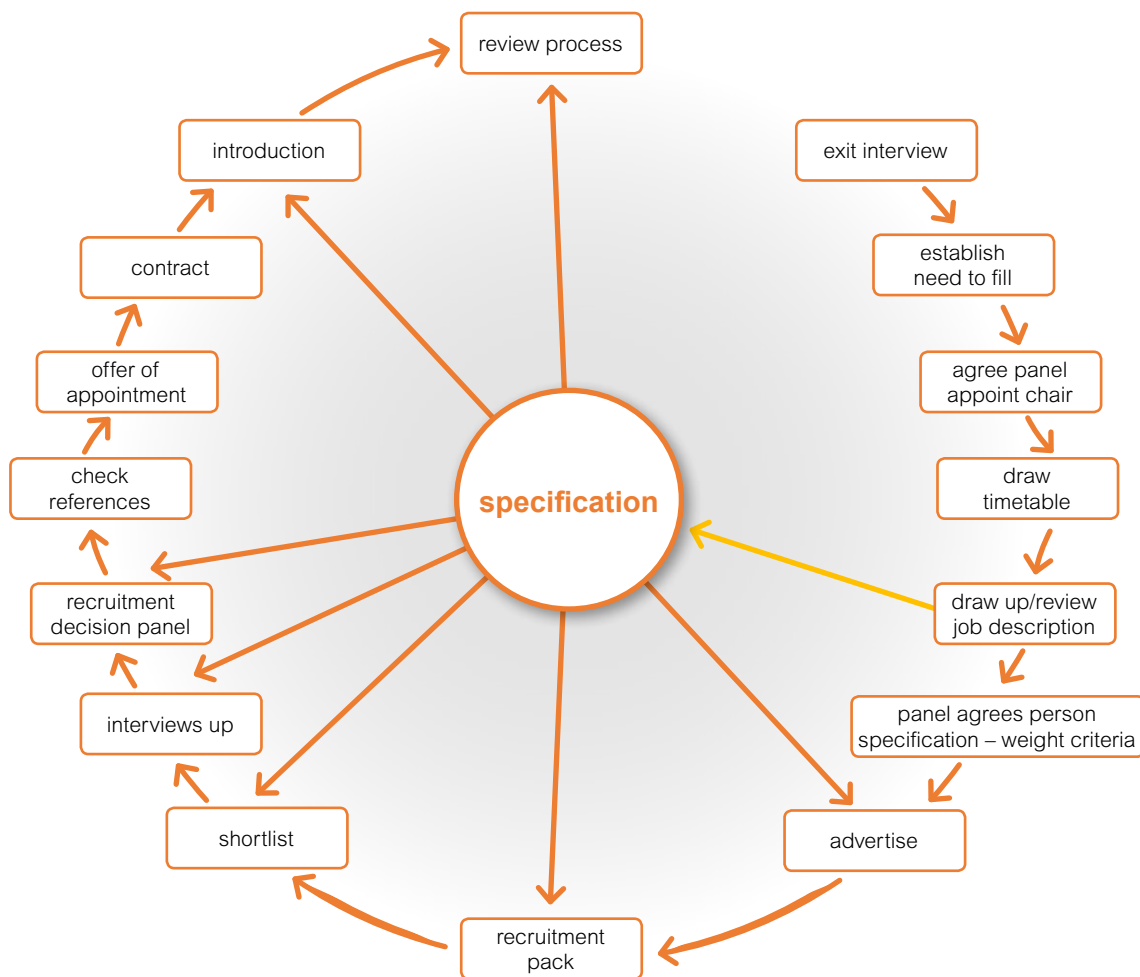 review process
exit interview
establish
need to fill
agree panel
appoint chair
draw
timetable
draw up/review
job description
panel agrees person
specification – weight criteria
advertise
recruitment
pack
shortlist
interviews up
recruitment
decision panel
check
references
offer of
appointment
contract
introduction
specification